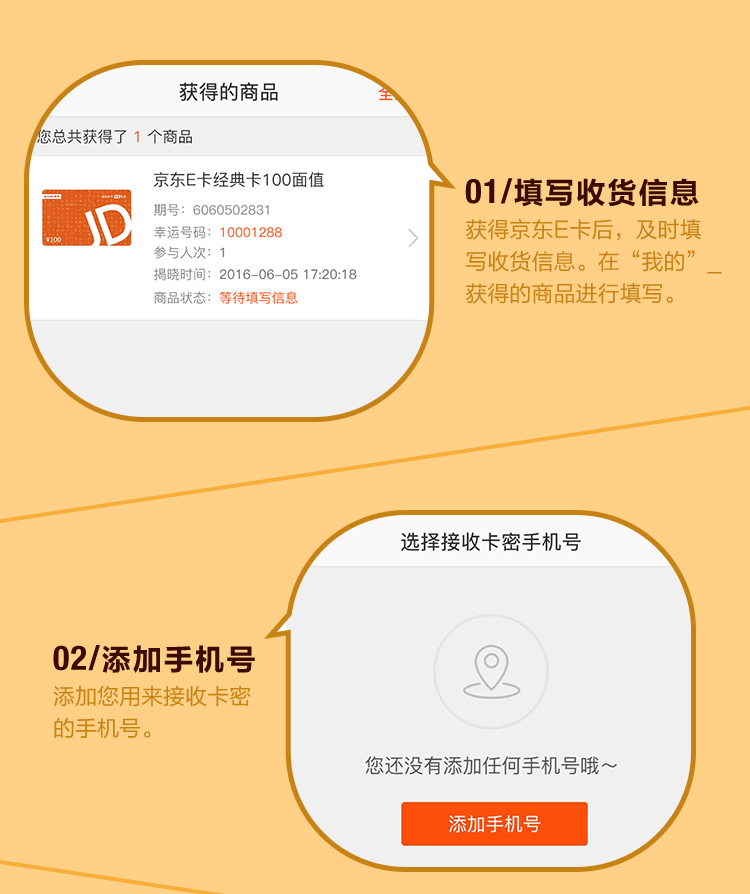 获得的商品
全
您总共获得了 1 个商品
京东E卡经典卡100面值
期号：6060502831
幸运号码：10001288
参与人次：1
揭晓时间：2016-06-05 17:20:18
商品状态：等待填写信息
JD
¥100
01/填写收货信息
获得京东E卡后，及时填
写收货信息。在“我的”_
获得的商品进行填写。
选择接收卡密手机号
02/添加手机号
添加您用来接收卡密
的手机号。
您还没有添加任何手机号哦～
添加手机号